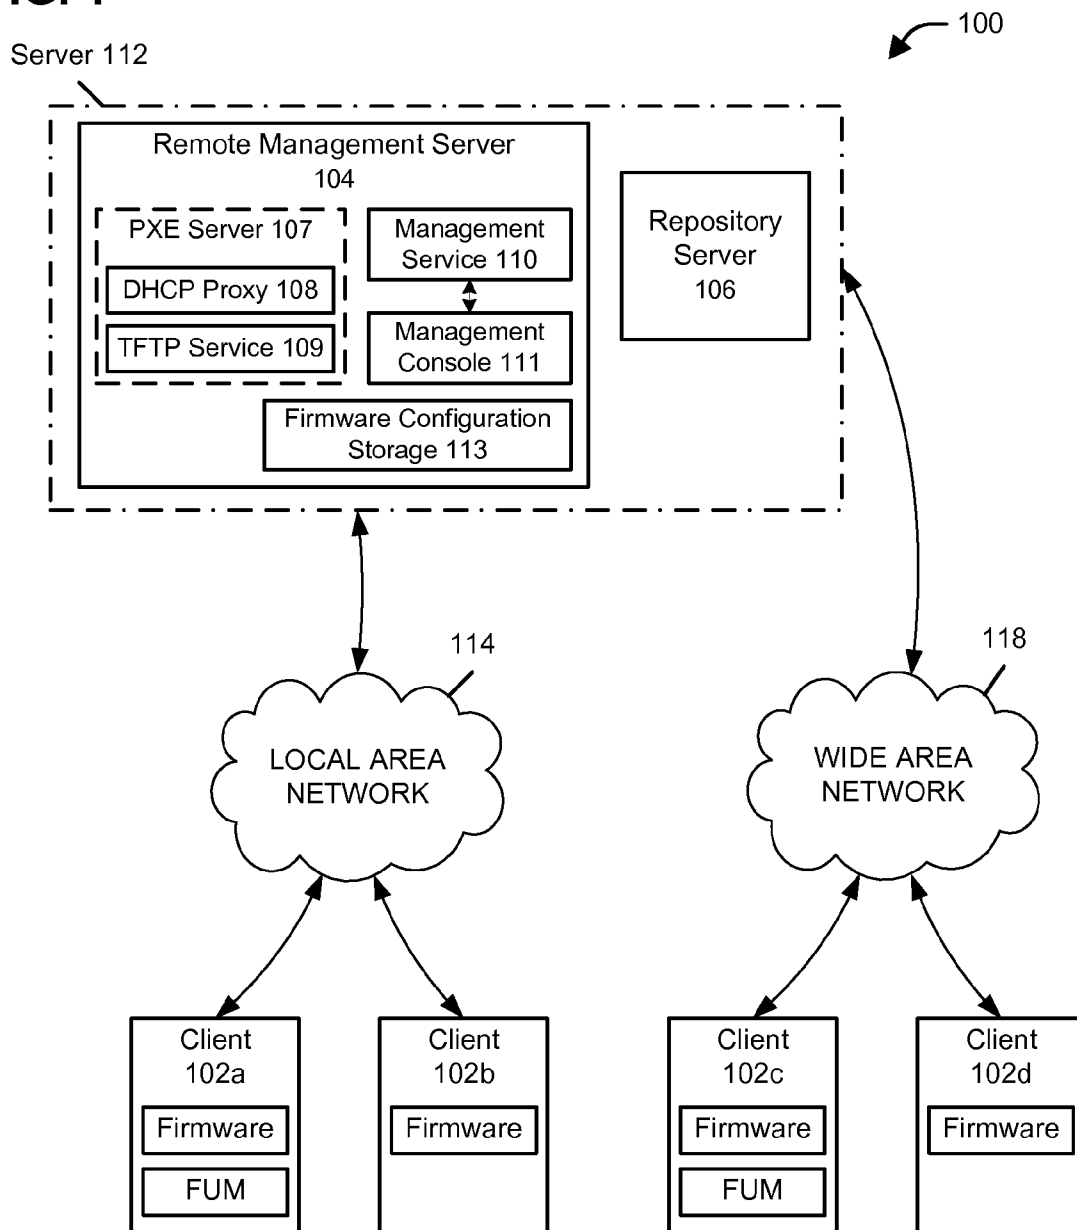 100
Server 112
Remote Management Server
104
PXE Server 107
DHCP Proxy 108
TFTP Service 109
Management
Service 110
Management
Console 111
Firmware Configuration
Storage 113
Repository
Server
106
114
118
LOCAL AREA
NETWORK
WIDE AREA
NETWORK
Client
102a
Firmware
FUM
Client
102b
Firmware
Client
102c
Firmware
FUM
Client
102d
Firmware